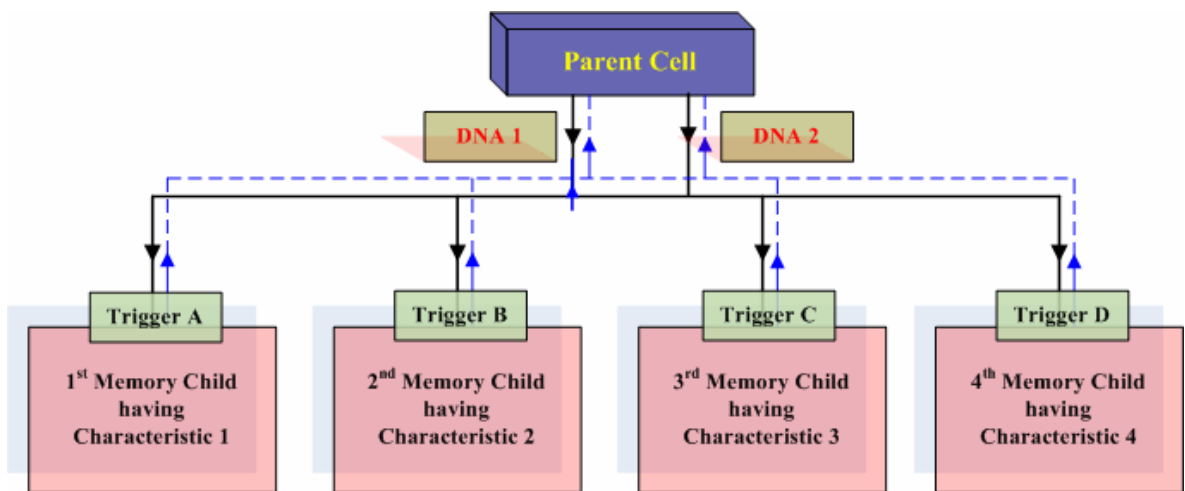 Parent Cell
DNA 1
DNA 2
Trigger A
Trigger B
Trigger C
Trigger D
1st Memory Child
having
Characteristic 1
2nd Memory Child
having
Characteristic 2
3rd Memory Child
having
Characteristic 3
4th Memory Child
having
Characteristic 4